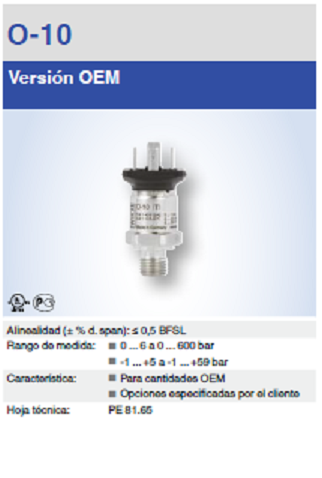 O-10
Versión OEM
Alinealidad (± % d. span): ≤ 0,5 BFSL
Rango de medida: ■ 0 ... 6 a 0 ... 600 bar
■ -1 ... +5 a -1 ... +59 bar
Característica: ■ Para cantidades OEM
■ Opciones especificadas por el cliente
Hoja técnica: PE 81.65